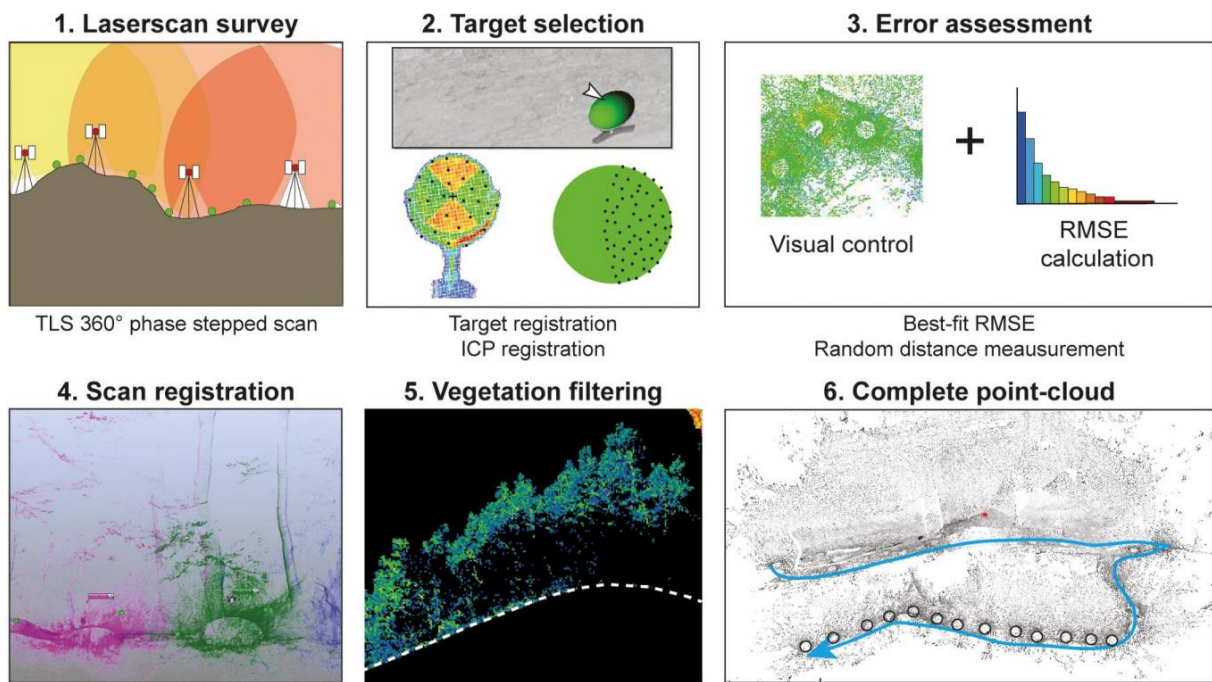 1. Laserscan survey
2. Target selection
3. Error assessment
Visual control
+
RMSE
calculation
TLS 360° phase stepped scan
Target registration
ICP registration
Best-fit RMSE
Random distance meausurement
4. Scan registration
5. Vegetation filtering
6. Complete point-cloud